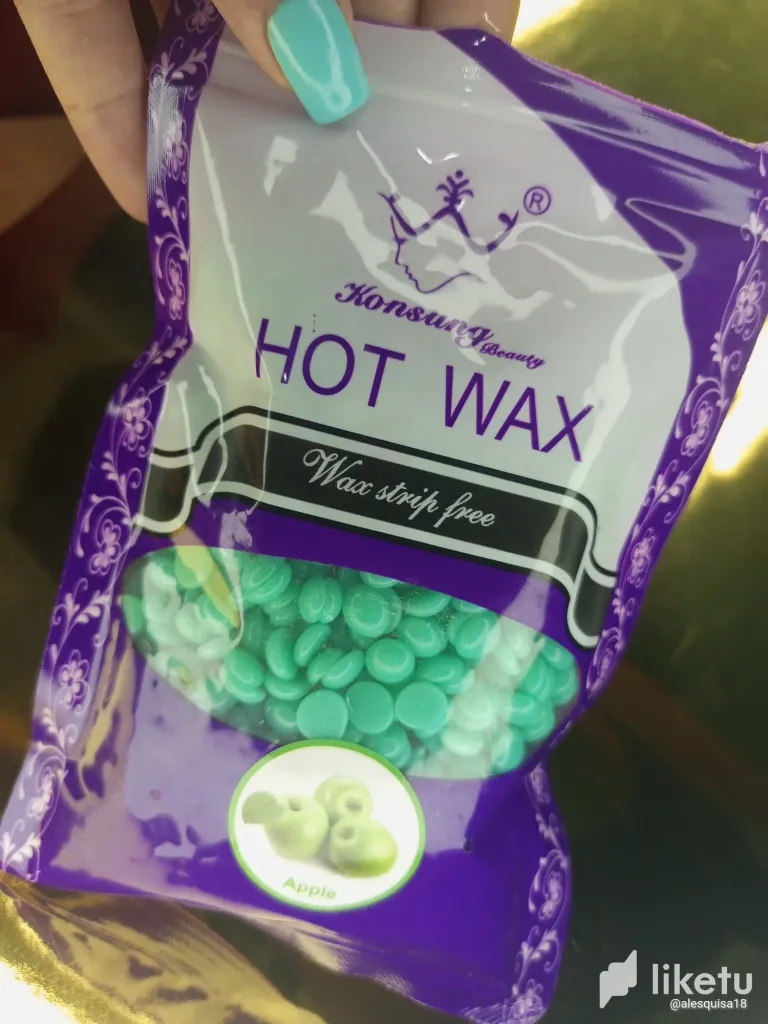 ®
Konsung
Beauty
HOT WAX
Wax strip free
Apple
liketu
@alesquisa18